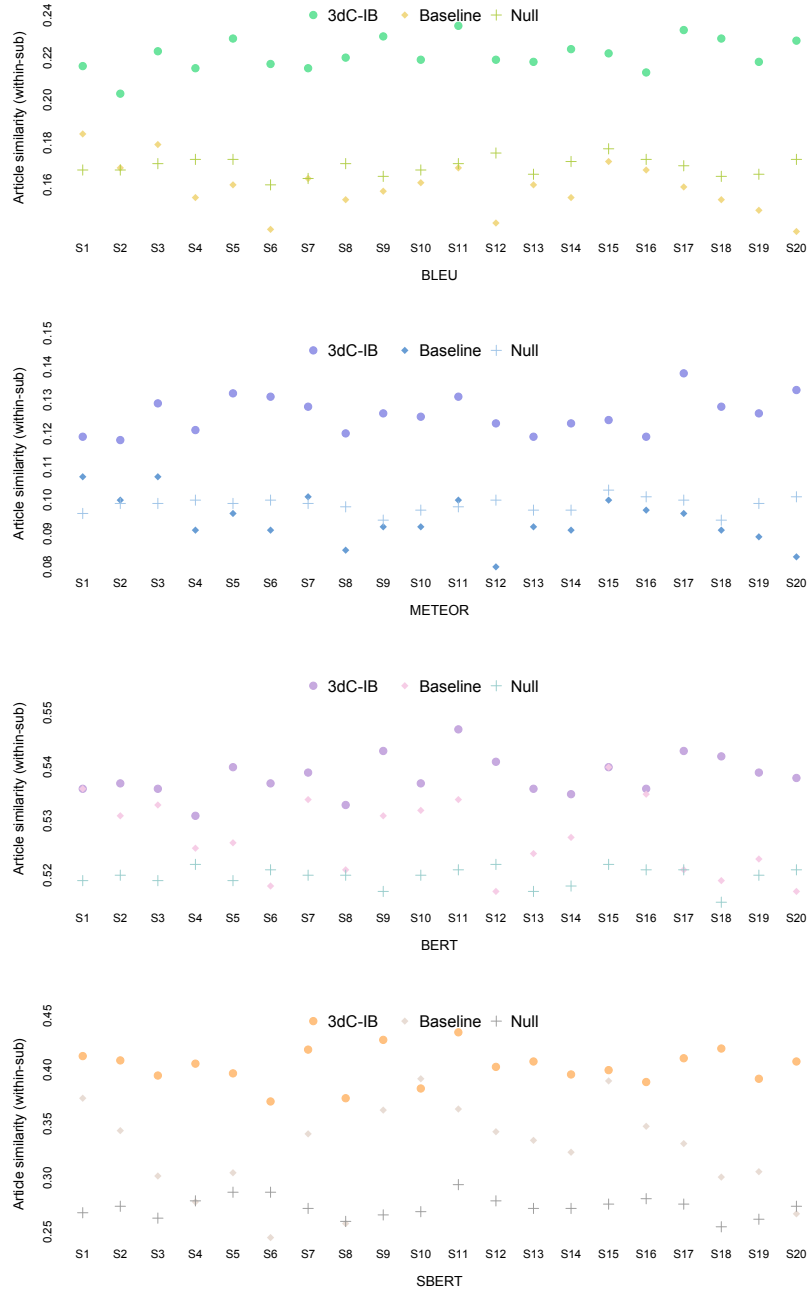 3dC-IB Baseline Null
Article similarity (within-sub)
0.24
0.22
0.20
0.18
0.16
S1 S2 S3 S4 S5 S6 S7 S8 S9 S10 S11 S12 S13 S14 S15 S16 S17 S18 S19 S20
BLEU
3dC-IB Baseline Null
Article similarity (within-sub)
0.15
0.14
0.13
0.12
0.10
0.09
0.08
S1 S2 S3 S4 S5 S6 S7 S8 S9 S10 S11 S12 S13 S14 S15 S16 S17 S18 S19 S20
METEOR
3dC-IB Baseline Null
Article similarity (within-sub)
0.55
0.54
0.53
0.52
S1 S2 S3 S4 S5 S6 S7 S8 S9 S10 S11 S12 S13 S14 S15 S16 S17 S18 S19 S20
BERT
3dC-IB Baseline Null
Article similarity (within-sub)
0.45
0.40
0.35
0.30
0.25
S1 S2 S3 S4 S5 S6 S7 S8 S9 S10 S11 S12 S13 S14 S15 S16 S17 S18 S19 S20
SBERT